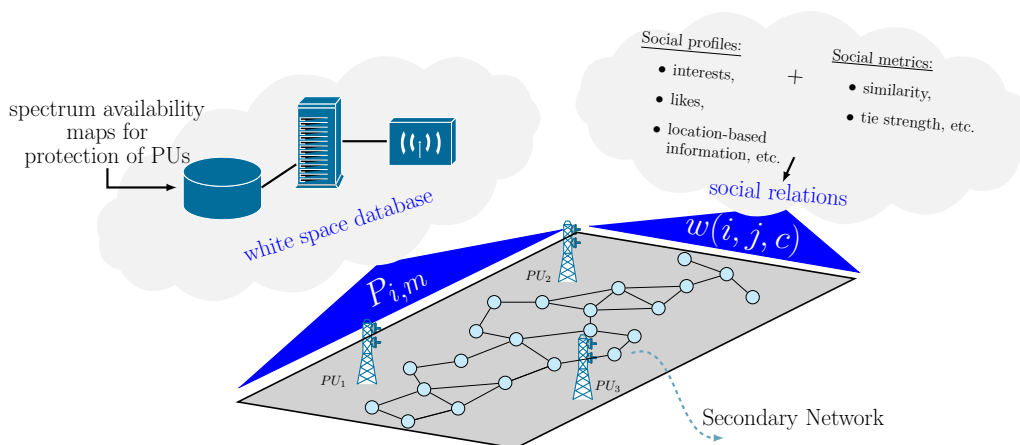 spectrum availability
maps for
protection of PUs
white space database
Social profiles:
• interests,
• likes,
• location-based
information, etc.
+
Social metrics:
• similarity,
• tie strength, etc.
social relations
w(i, j, c)
P_{i,m}
PU_2
PU_1
PU_3
Secondary Network